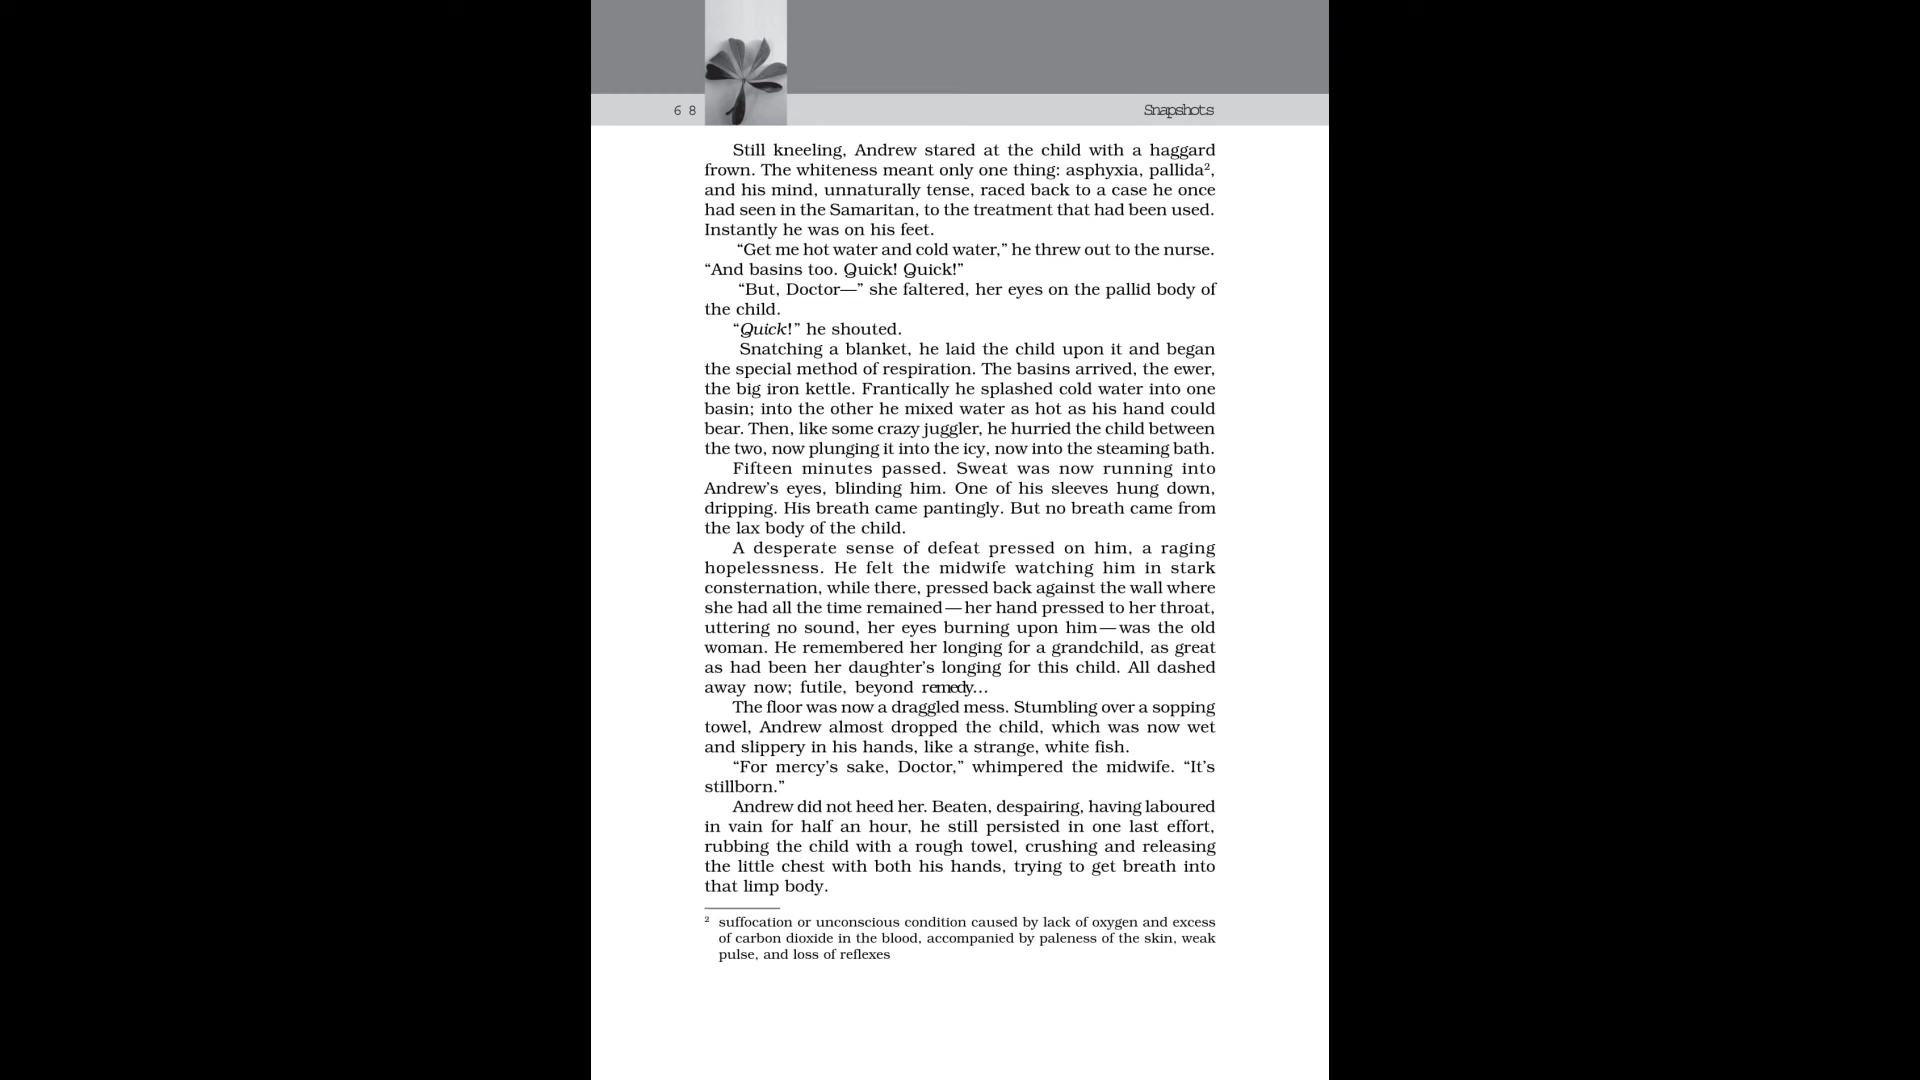 6 8
Snapshots
Still kneeling, Andrew stared at the child with a haggard
frown. The whiteness meant only one thing: asphyxia, pallida²,
and his mind, unnaturally tense, raced back to a case he once
had seen in the Samaritan, to the treatment that had been used.
Instantly he was on his feet.
“Get me hot water and cold water,” he threw out to the nurse.
“And basins too. Quick! Quick!”
“But, Doctor—” she faltered, her eyes on the pallid body of
the child.
“Quick!” he shouted.
Snatching a blanket, he laid the child upon it and began
the special method of respiration. The basins arrived, the ewer,
the big iron kettle. Frantically he splashed cold water into one
basin; into the other he mixed water as hot as his hand could
bear. Then, like some crazy juggler, he hurried the child between
the two, now plunging it into the icy, now into the steaming bath.
Fifteen minutes passed. Sweat was now running into
Andrew’s eyes, blinding him. One of his sleeves hung down,
dripping. His breath came pantingly. But no breath came from
the lax body of the child.
A desperate sense of defeat pressed on him, a raging
hopelessness. He felt the midwife watching him in stark
consternation, while there, pressed back against the wall where
she had all the time remained — her hand pressed to her throat,
uttering no sound, her eyes burning upon him — was the old
woman. He remembered her longing for a grandchild, as great
as had been her daughter’s longing for this child. All dashed
away now; futile, beyond remedy...
The floor was now a draggled mess. Stumbling over a sopping
towel, Andrew almost dropped the child, which was now wet
and slippery in his hands, like a strange, white fish.
“For mercy’s sake, Doctor,” whimpered the midwife. “It’s
stillborn.”
Andrew did not heed her. Beaten, despairing, having laboured
in vain for half an hour, he still persisted in one last effort,
rubbing the child with a rough towel, crushing and releasing
the little chest with both his hands, trying to get breath into
that limp body.
² suffocation or unconscious condition caused by lack of oxygen and excess
of carbon dioxide in the blood, accompanied by paleness of the skin, weak
pulse, and loss of reflexes